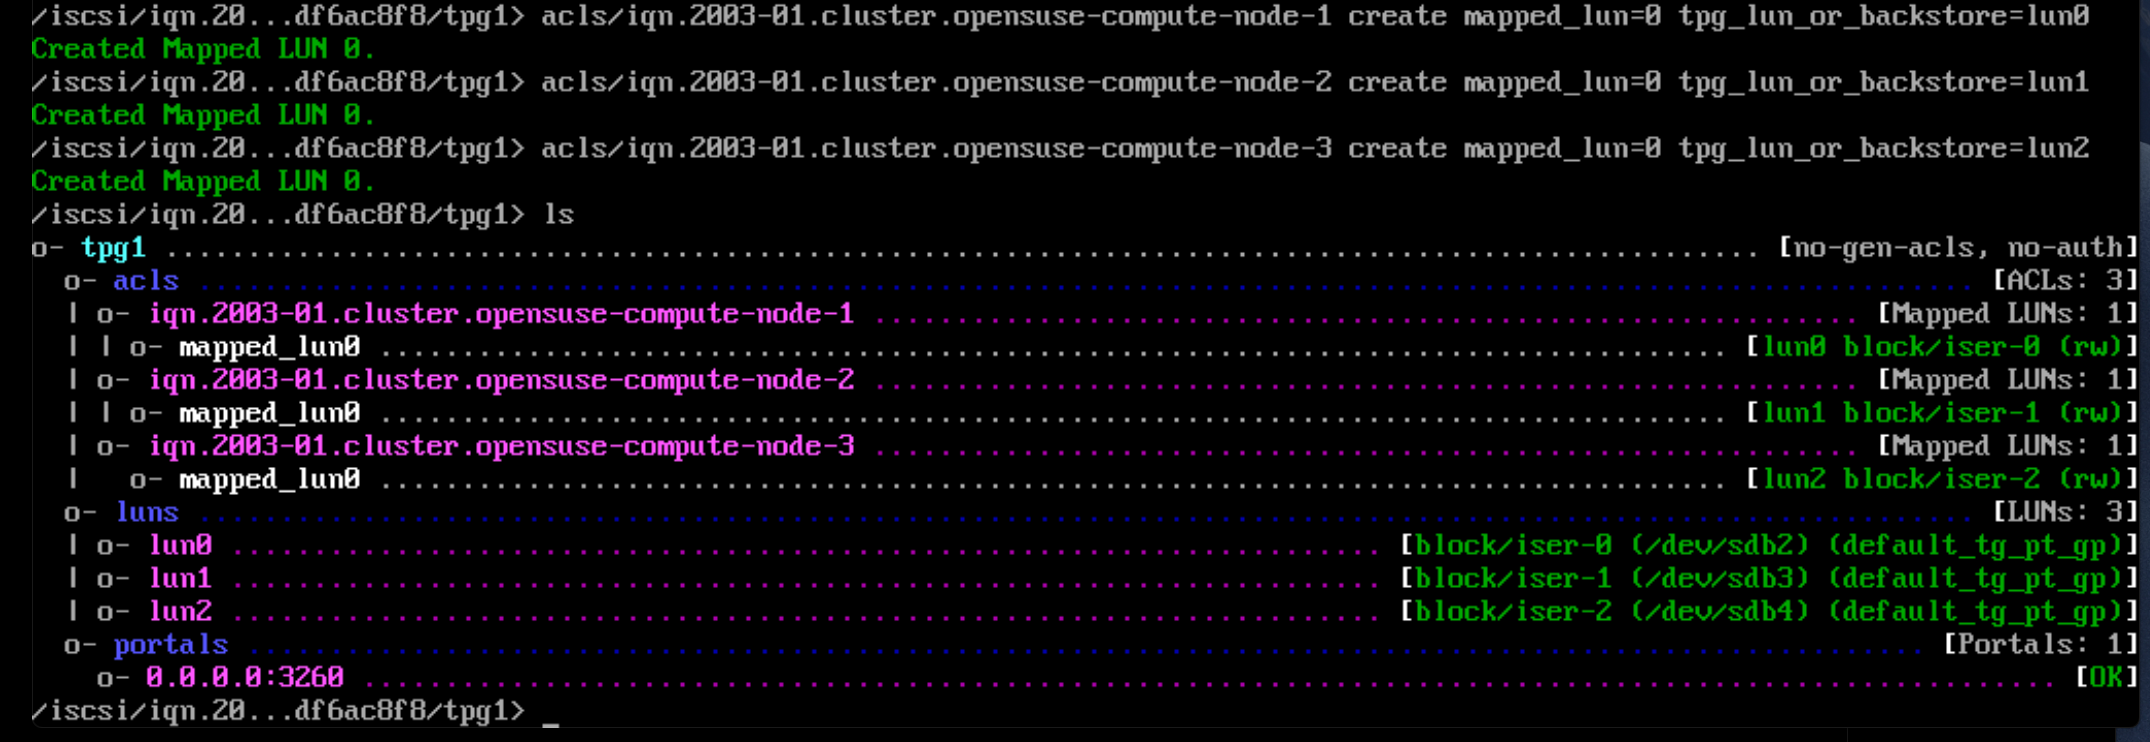 /iscsi/iqn.20...df6ac8f8/tpg1> acls/iqn.2003-01.cluster.opensuse-compute-node-1 create mapped_lun=0 tpg_lun_or_backstore=lun0
Created Mapped LUN 0.
/iscsi/iqn.20...df6ac8f8/tpg1> acls/iqn.2003-01.cluster.opensuse-compute-node-2 create mapped_lun=0 tpg_lun_or_backstore=lun1
Created Mapped LUN 0.
/iscsi/iqn.20...df6ac8f8/tpg1> acls/iqn.2003-01.cluster.opensuse-compute-node-3 create mapped_lun=0 tpg_lun_or_backstore=lun2
Created Mapped LUN 0.
/iscsi/iqn.20...df6ac8f8/tpg1> ls
o- tpg1 ................................................................................................. [no-gen-acls, no-auth]
  o- acls ............................................................................................................ [ACLs: 3]
  | o- iqn.2003-01.cluster.opensuse-compute-node-1 ............................................................ [Mapped LUNs: 1]
  | | o- mapped_lun0 .................................................................................. [lun0 block/iser-0 (rw)]
  | o- iqn.2003-01.cluster.opensuse-compute-node-2 ............................................................ [Mapped LUNs: 1]
  | | o- mapped_lun0 .................................................................................. [lun1 block/iser-1 (rw)]
  | o- iqn.2003-01.cluster.opensuse-compute-node-3 ............................................................ [Mapped LUNs: 1]
  |   o- mapped_lun0 .................................................................................. [lun2 block/iser-2 (rw)]
  o- luns ............................................................................................................ [LUNs: 3]
  | o- lun0 ...................................................................... [block/iser-0 (/dev/sdb2) (default_tg_pt_gp)]
  | o- lun1 ...................................................................... [block/iser-1 (/dev/sdb3) (default_tg_pt_gp)]
  | o- lun2 ...................................................................... [block/iser-2 (/dev/sdb4) (default_tg_pt_gp)]
  o- portals ...................................................................................................... [Portals: 1]
    o- 0.0.0.0:3260 ....................................................................................................... [OK]
/iscsi/iqn.20...df6ac8f8/tpg1> _